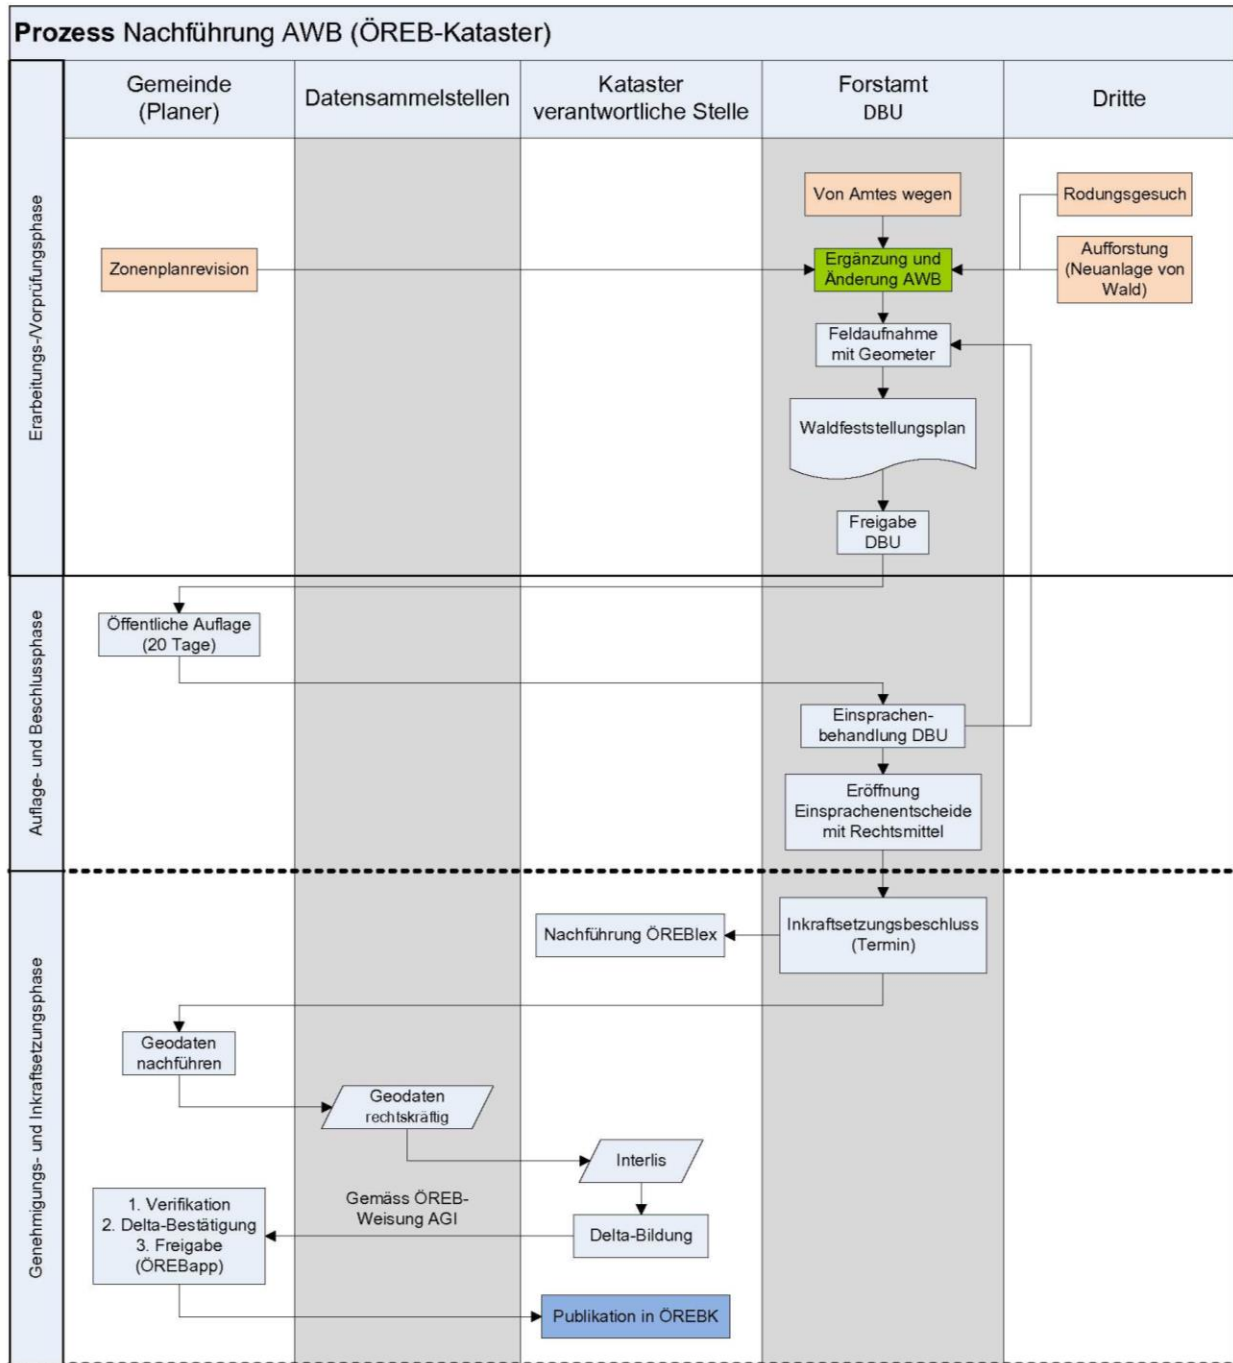 Prozess Nachführung AWB (ÖREB-Kataster)
Gemeinde
(Planer)
Datensammelstellen
Kataster
verantwortliche Stelle
Forstamt
DBU
Dritte
Erarbeitungs-/Vorprüfungsphase
Von Amtes wegen
Rodungsgesuch
Zonenplanrevision
Ergänzung und
Änderung AWB
Aufforstung
(Neuanlage von
Wald)
Feldaufnahme
mit Geometer
Waldfeststellungsplan
Freigabe
DBU
Auflage- und Beschlussphase
Öffentliche Auflage
(20 Tage)
Einsprachen-
behandlung DBU
Eröffnung
Einsprachenentscheide
mit Rechtsmittel
Genehmigungs- und Inkraftsetzungsphase
Nachführung ÖREBlex
Inkraftsetzungsbeschluss
(Termin)
Geodaten
nachführen
Geodaten
rechtskräftig
Interlis
1. Verifikation
2. Delta-Bestätigung
3. Freigabe
(ÖREBapp)
Gemäss ÖREB-
Weisung AGI
Delta-Bildung
Publikation in ÖREBK